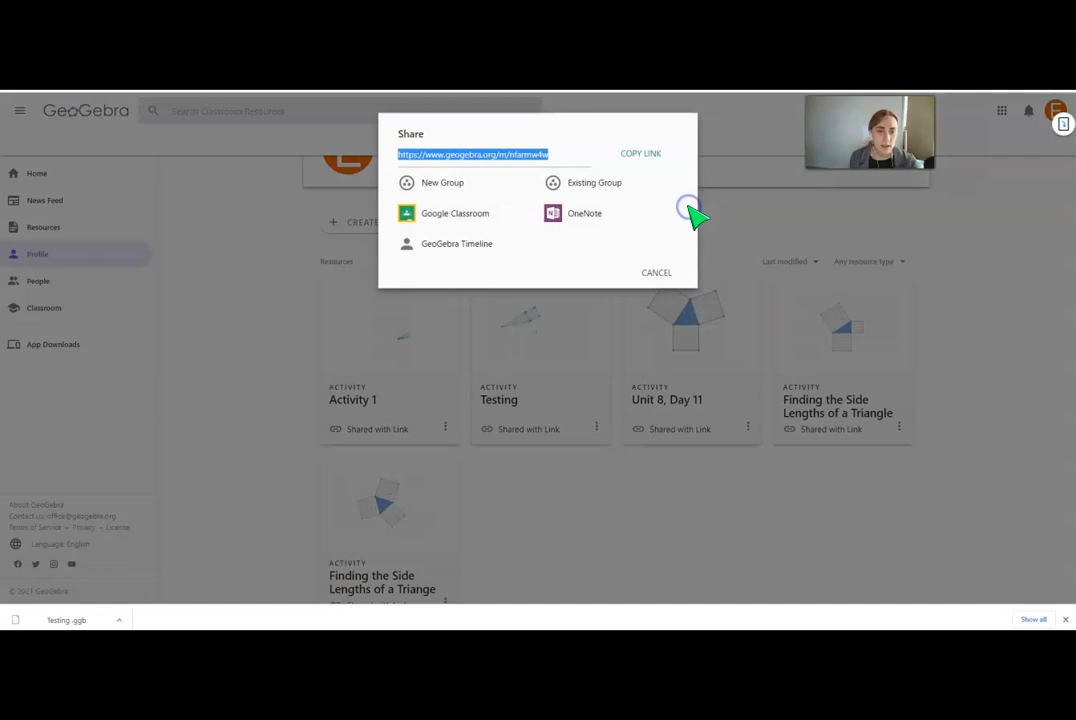 GeoGebra
Search Classroom Resources
Home
News Feed
Resources
Profile
People
Classroom
App Downloads
About GeoGebra
Contact us: office@geogebra.org
Terms of Service – Privacy – License
Language: English
© 2021 GeoGebra
Share
https://www.geogebra.org/m/nfarmw4w
COPY LINK
New Group
Existing Group
Google Classroom
OneNote
GeoGebra Timeline
CANCEL
+ CREATE
Resources
Last modified
Any resource type
ACTIVITY
Activity 1
Shared with Link
ACTIVITY
Testing
Shared with Link
ACTIVITY
Unit 8, Day 11
Shared with Link
ACTIVITY
Finding the Side
Lengths of a Triangle
Shared with Link
ACTIVITY
Finding the Side
Lengths of a Triange
Testing .ggb
Show all